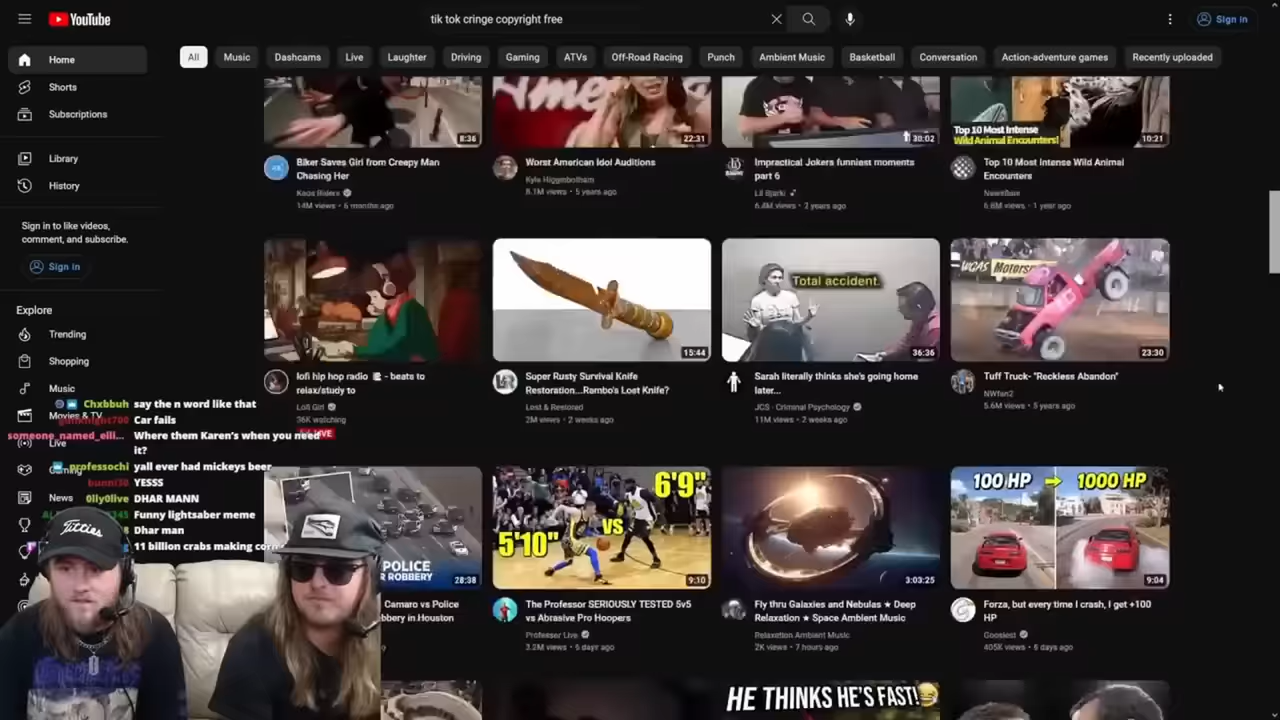 YouTube
tik tok cringe copyright free
Sign in
Home
Shorts
Subscriptions
Library
History
Sign in to like videos,
comment, and subscribe.
Sign in
Explore
Trending
Shopping
Music
Movies & TV
Live
Gaming
News
All
Music
Dashcams
Live
Laughter
Driving
Gaming
ATVs
Off-Road Racing
Punch
Ambient Music
Basketball
Conversation
Action-adventure games
Recently uploaded
8:36
Biker Saves Girl from Creepy Man
Chasing Her
Kaos Riders
14M views • 6 months ago
22:31
Worst American Idol Auditions
Kyle Higginbotham
8.1M views • 5 years ago
30:02
Impractical Jokers funniest moments
part 6
Lil Bjarki
6.4M views • 2 years ago
Top 10 Most Intense
Wild Animal Encounters!
10:21
Top 10 Most Intense Wild Animal
Encounters
6.8M views • 1 year ago
lofi hip hop radio - beats to
relax/study to
Lofi Girl
36K watching
LIVE
15:44
Super Rusty Survival Knife
Restoration...Rambo's Lost Knife?
Lost & Restored
2M views • 2 weeks ago
Total accident.
36:36
Sarah literally thinks she's going home
later...
JCS - Criminal Psychology
11M views • 2 weeks ago
23:30
Tuff Truck- "Reckless Abandon"
NWfan2
5.6M views • 5 years ago
Chxbbuh say the n word like that
Car fails
someone_named_elli... Where them Karen's when you need
it?
professochi yall ever had mickeys beer
YESSS
0lly0live DHAR MANN
Funny lightsaber meme
Dhar man
11 billion crabs making corn
POLICE
ROBBERY
28:38
Camaro vs Police
in Houston
5'10"
VS
6'9"
9:10
The Professor SERIOUSLY TESTED 5v5
vs Abrasive Pro Hoopers
Professor Live
3.2M views • 6 days ago
3:03:25
Fly thru Galaxies and Nebulas ★ Deep
Relaxation ★ Space Ambient Music
Relaxation Ambient Music
2K views • 7 hours ago
100 HP → 1000 HP
9:04
Forza, but every time I crash, I get +100
HP
Goosiest
405K views • 6 days ago
HE THINKS HE'S FAST!
Titties